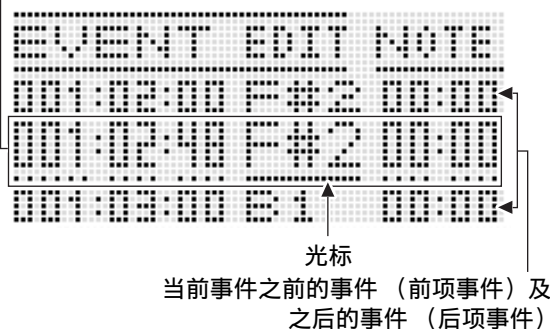 EVENT EDIT NOTE
001:02:00 F#2 00:00
001:02:48 F#2 00:00
001:03:00 B1 00:00
光标
当前事件之前的事件 （前项事件）及
之后的事件 （后项事件）